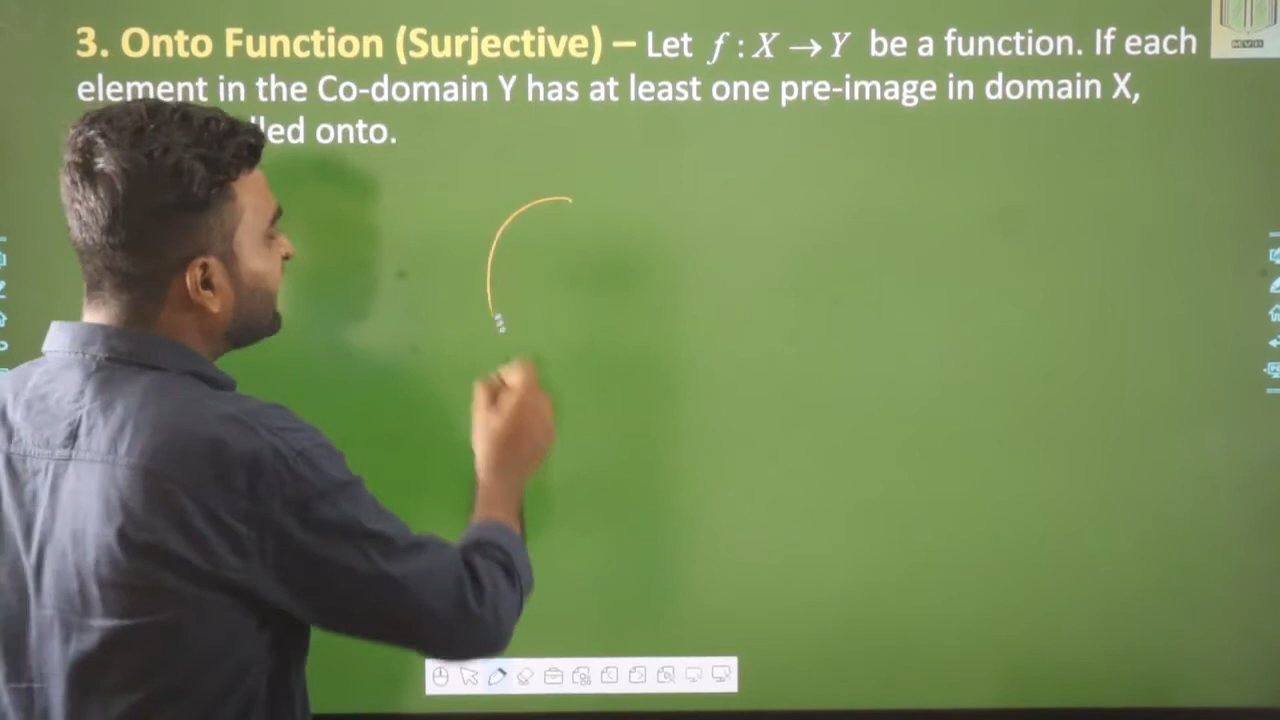 3. Onto Function (Surjective) – Let f : X → Y be a function. If each
element in the Co-domain Y has at least one pre-image in domain X,
onto.